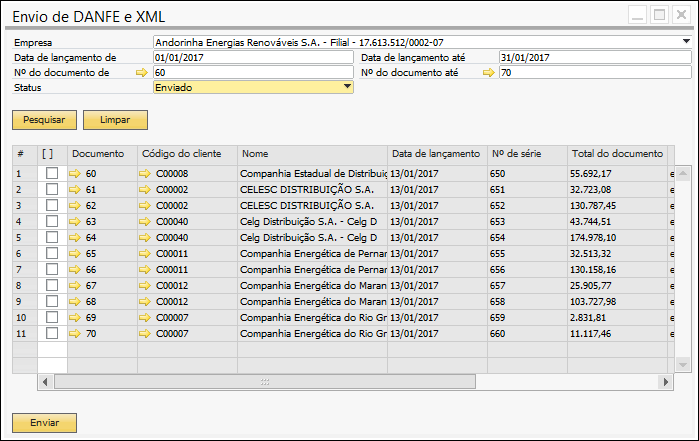 Envio de DANFE e XML
Empresa Andorinha Energias Renováveis S.A. - Filial - 17.613.512/0002-07
Data de lançamento de 01/01/2017 Data de lançamento até 31/01/2017
Nº do documento de 60 Nº do documento até 70
Status Enviado
Pesquisar Limpar
# [ ] Documento Código do cliente Nome Data de lançamento Nº de série Total do documento
1 60 C00008 Companhia Estadual de Distribuiç 13/01/2017 650 55.692,17 e
2 61 C00002 CELESC DISTRIBUIÇÃO S.A. 13/01/2017 651 32.723,08 e
3 62 C00002 CELESC DISTRIBUIÇÃO S.A. 13/01/2017 652 130.787,45 e
4 63 C00040 Celg Distribuição S.A. - Celg D 13/01/2017 653 43.744,51 e
5 64 C00040 Celg Distribuição S.A. - Celg D 13/01/2017 654 174.978,10 e
6 65 C00011 Companhia Energética de Pernar 13/01/2017 655 32.513,32 e
7 66 C00011 Companhia Energética de Pernar 13/01/2017 656 130.158,16 e
8 67 C00012 Companhia Energética do Maran 13/01/2017 657 25.905,77 e
9 68 C00012 Companhia Energética do Maran 13/01/2017 658 103.727,98 e
10 69 C00007 Companhia Energética do Rio Gr 13/01/2017 659 2.831,81 e
11 70 C00007 Companhia Energética do Rio Gr 13/01/2017 660 11.117,46 e
Enviar